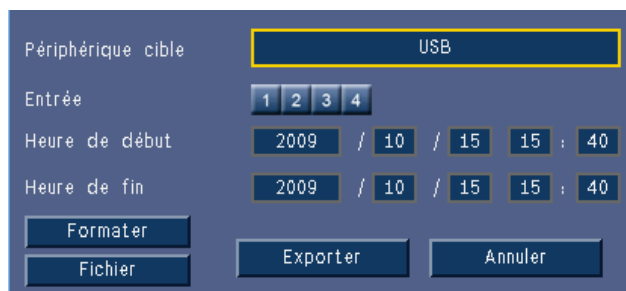 Périphérique cible USB
Entrée 1 2 3 4
Heure de début 2009 / 10 / 15 15 : 40
Heure de fin 2009 / 10 / 15 15 : 40
Formater
Exporter Annuler
Fichier